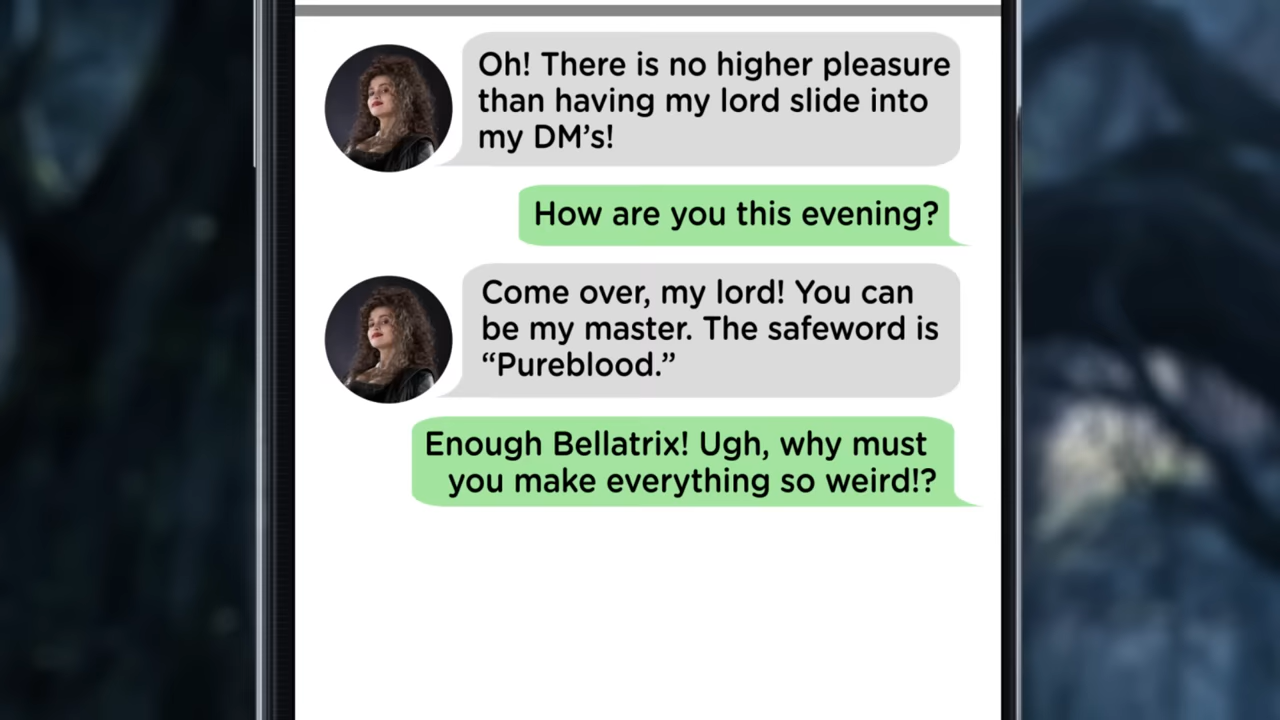 Oh! There is no higher pleasure
than having my lord slide into
my DM’s!
How are you this evening?
Come over, my lord! You can
be my master. The safeword is
“Pureblood.”
Enough Bellatrix! Ugh, why must
you make everything so weird!?